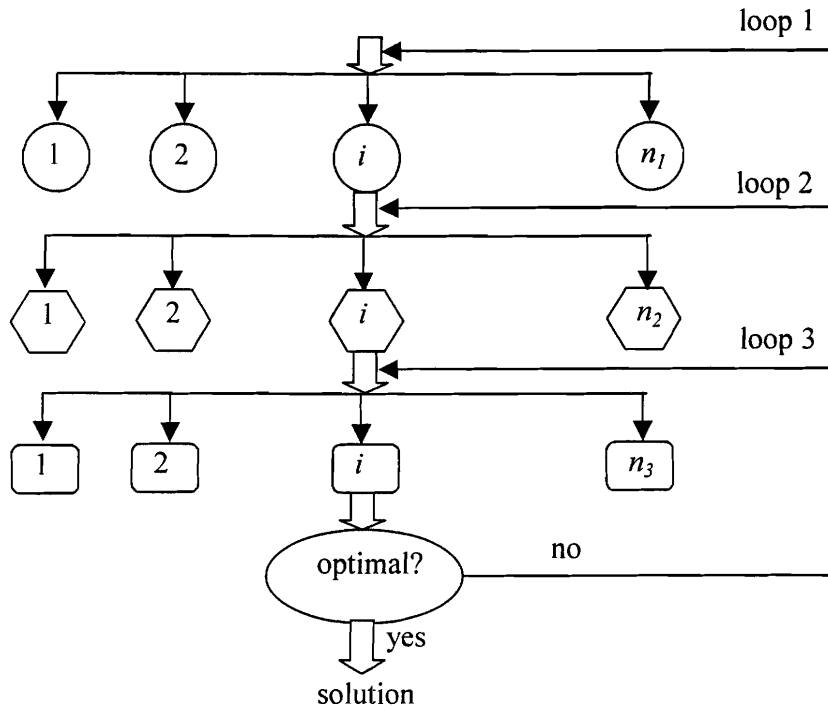 loop 1
1 2 i n₁
loop 2
1 2 i n₂
loop 3
1 2 i n₃
optimal? no
yes
solution